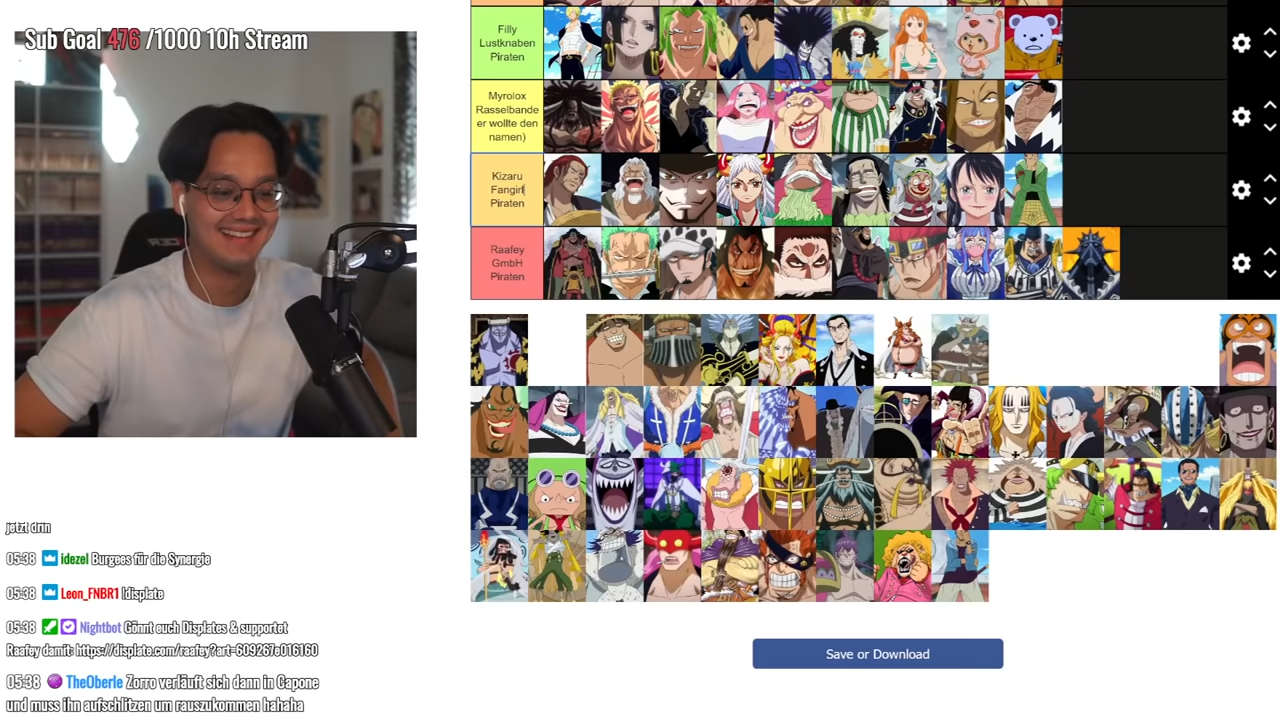 Sub Goal 476 /1000 10h Stream
Filly
Lustknaben
Piraten
Myrolox
Rasselbande
er wollte den
namen)
Kizaru
Fangirl
Piraten
Raafey
GmbH
Piraten
jetzt drin
05:38 idezel Burgees für die Synergie
05:38 Leon_FNBR1 !displate
05:38 Nightbot Gönnt euch Displates & supportet
Raafey damit: https://displate.com/raafey?art=609267e016160
05:38 TheOberle Zorro verläuft sich dann in Capone
und muss ihn aufschlitzen um rauszukommen hahaha
Save or Download